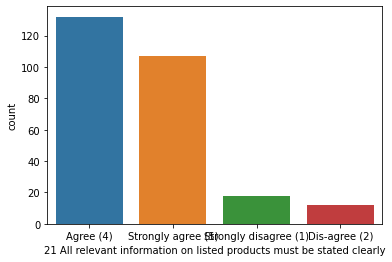 120
100
80
60
40
20
0
count
Agree (4)
Strongly agree (5)
Strongly disagree (1)
Dis-agree (2)
21 All relevant information on listed products must be stated clearly